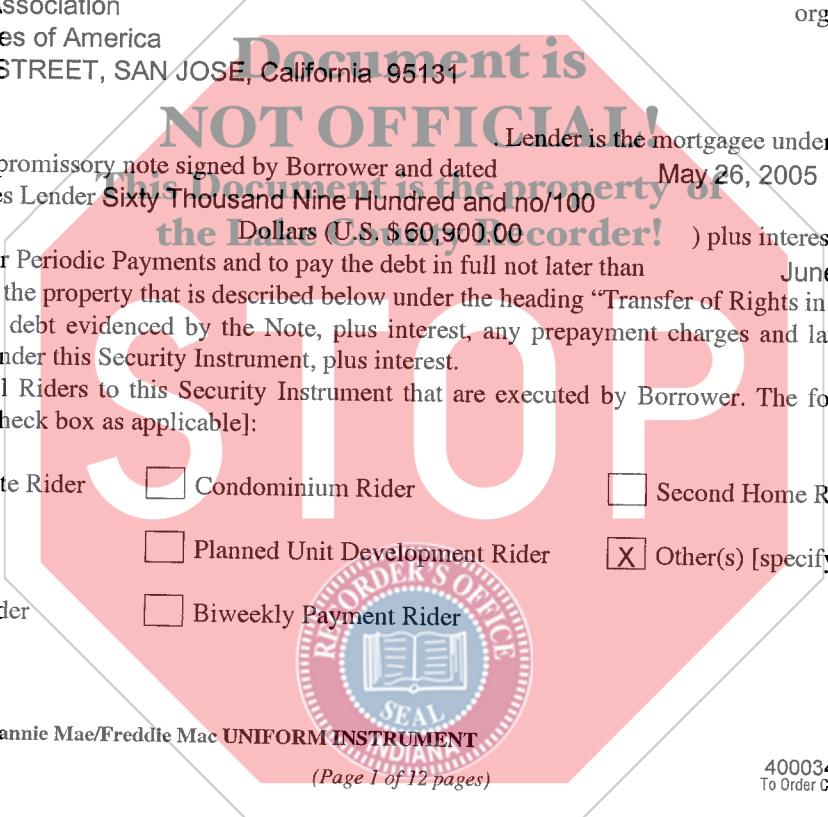 ssociation
org
es of America
STREET, SAN JOSE, California 95131
Document is
NOT OFFICIAL!
. Lender is the mortgagee under
promissory note signed by Borrower and dated May 26, 2005
This Document is the property of
es Lender Sixty Thousand Nine Hundred and no/100
the Lake County Recorder!
Dollars (U.S. $ 60,900.00 ) plus interes
r Periodic Payments and to pay the debt in full not later than June
the property that is described below under the heading “Transfer of Rights in
debt evidenced by the Note, plus interest, any prepayment charges and la
nder this Security Instrument, plus interest.
l Riders to this Security Instrument that are executed by Borrower. The fo
heck box as applicable]:
STOP
te Rider Condominium Rider Second Home R
Planned Unit Development Rider X Other(s) [specify
der Biweekly Payment Rider
RECORDER'S OFFICE
SEAL
INDIANA
annie Mae/Freddie Mac UNIFORM INSTRUMENT
(Page 1 of 12 pages)
40003
To Order C